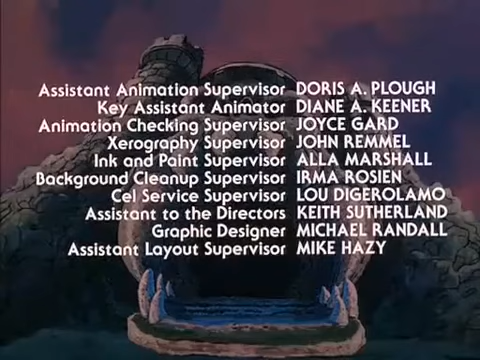 Assistant Animation Supervisor DORIS A. PLOUGH
Key Assistant Animator DIANE A. KEENER
Animation Checking Supervisor JOYCE GARD
Xerography Supervisor JOHN REMMEL
Ink and Paint Supervisor ALLA MARSHALL
Background Cleanup Supervisor IRMA ROSIEN
Cel Service Supervisor LOU DIGEROLAMO
Assistant to the Directors KEITH SUTHERLAND
Graphic Designer MICHAEL RANDALL
Assistant Layout Supervisor MIKE HAZY